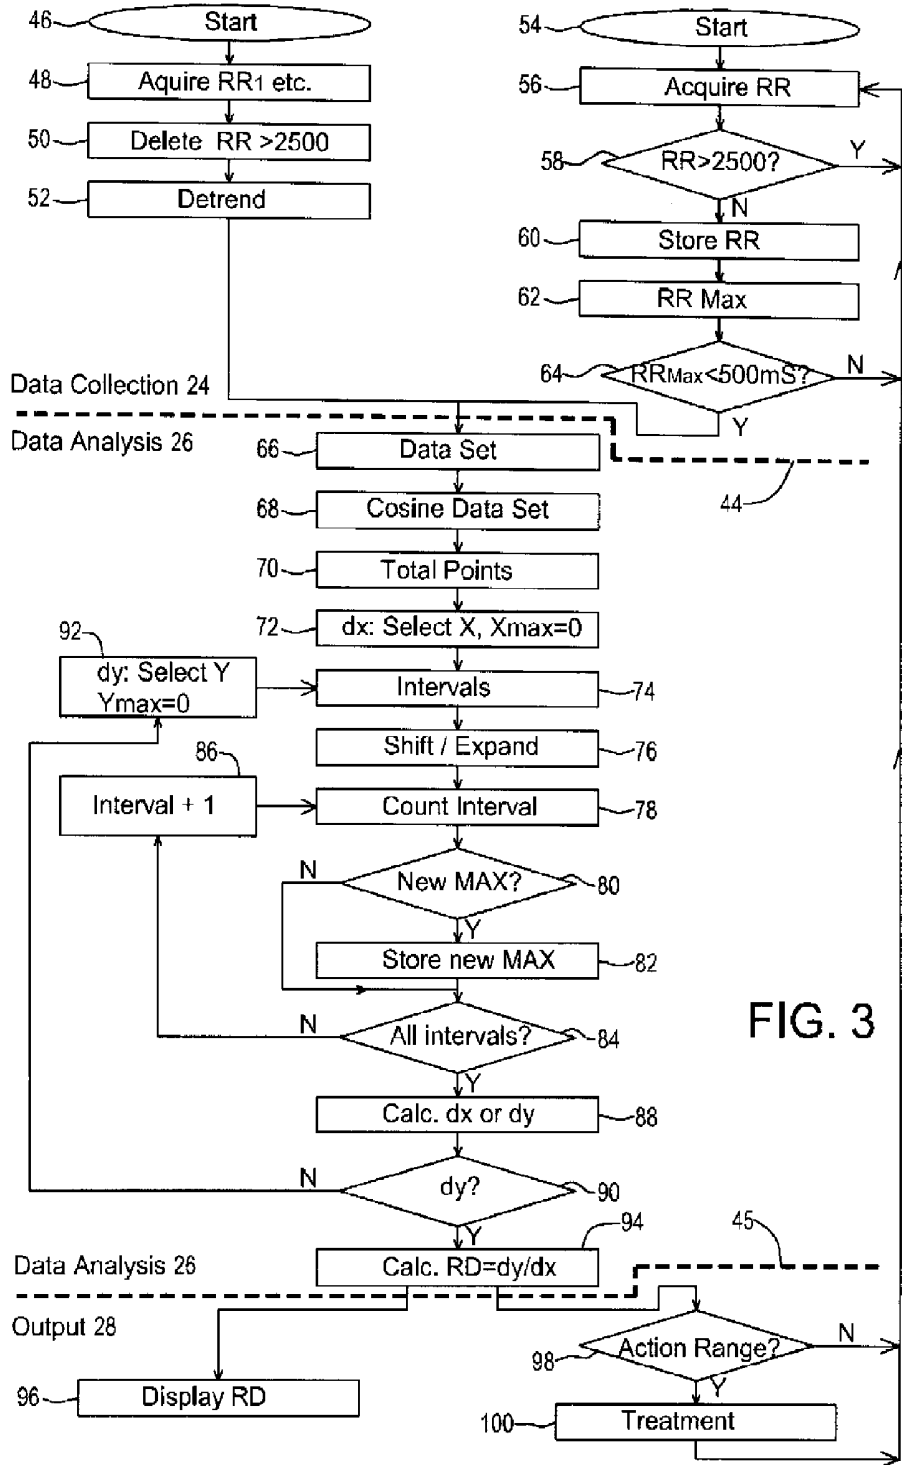 46
Start
48
Aquire RR1 etc.
50
Delete RR >2500
52
Detrend
54
Start
56
Acquire RR
58
RR>2500?
Y
N
60
Store RR
62
RR Max
64
RRMax<500mS?
N
Y
Data Collection 24
Data Analysis 26
44
66
Data Set
68
Cosine Data Set
70
Total Points
72
dx: Select X, Xmax=0
92
dy: Select Y
Ymax=0
Intervals
74
Shift / Expand
76
86
Interval + 1
Count Interval
78
N
New MAX?
80
Y
Store new MAX
82
FIG. 3
N
All intervals?
84
Y
Calc. dx or dy
88
N
dy?
90
Y
94
45
Data Analysis 26
Calc. RD=dy/dx
Output 28
Action Range?
N
98
Y
96
Display RD
100
Treatment